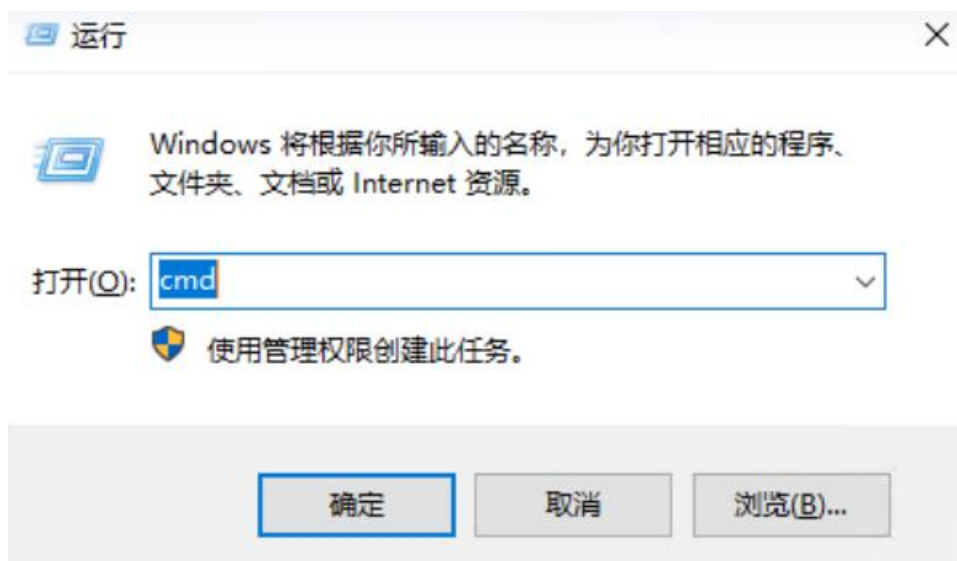 运行
Windows 将根据你所输入的名称，为你打开相应的程序、
文件夹、文档或 Internet 资源。
打开(O): cmd
使用管理权限创建此任务。
确定 取消 浏览(B)...